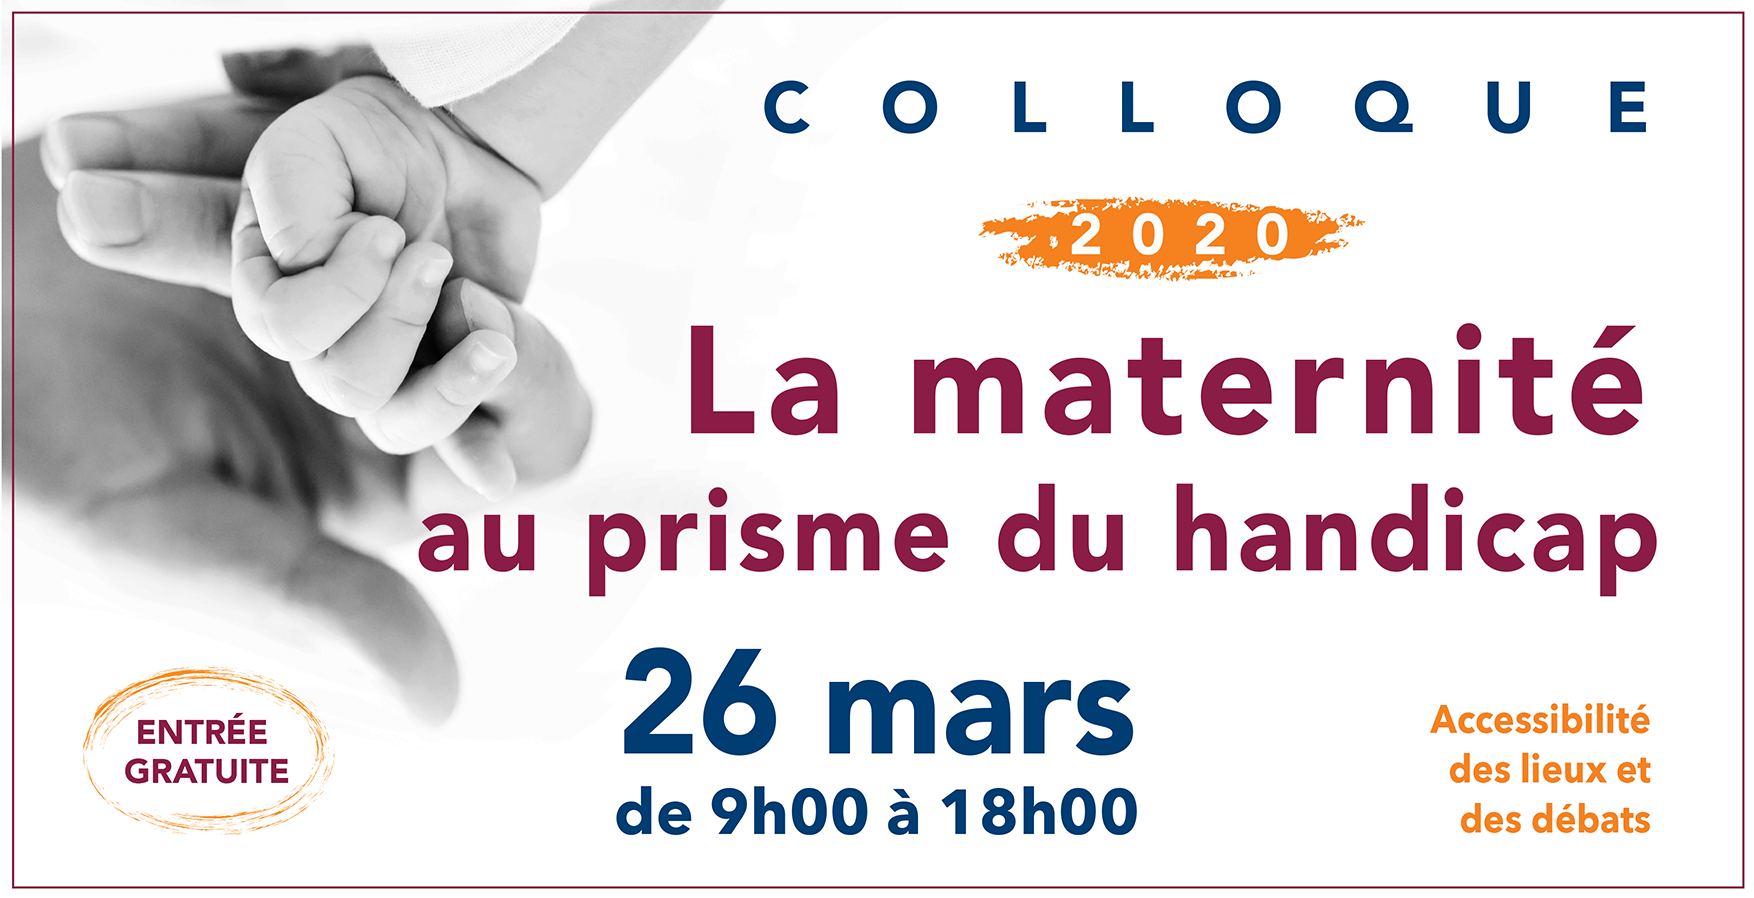 COLLOQUE
2020
La maternité
au prisme du handicap
26 mars
de 9h00 à 18h00
ENTRÉE
GRATUITE
Accessibilité
des lieux et
des débats